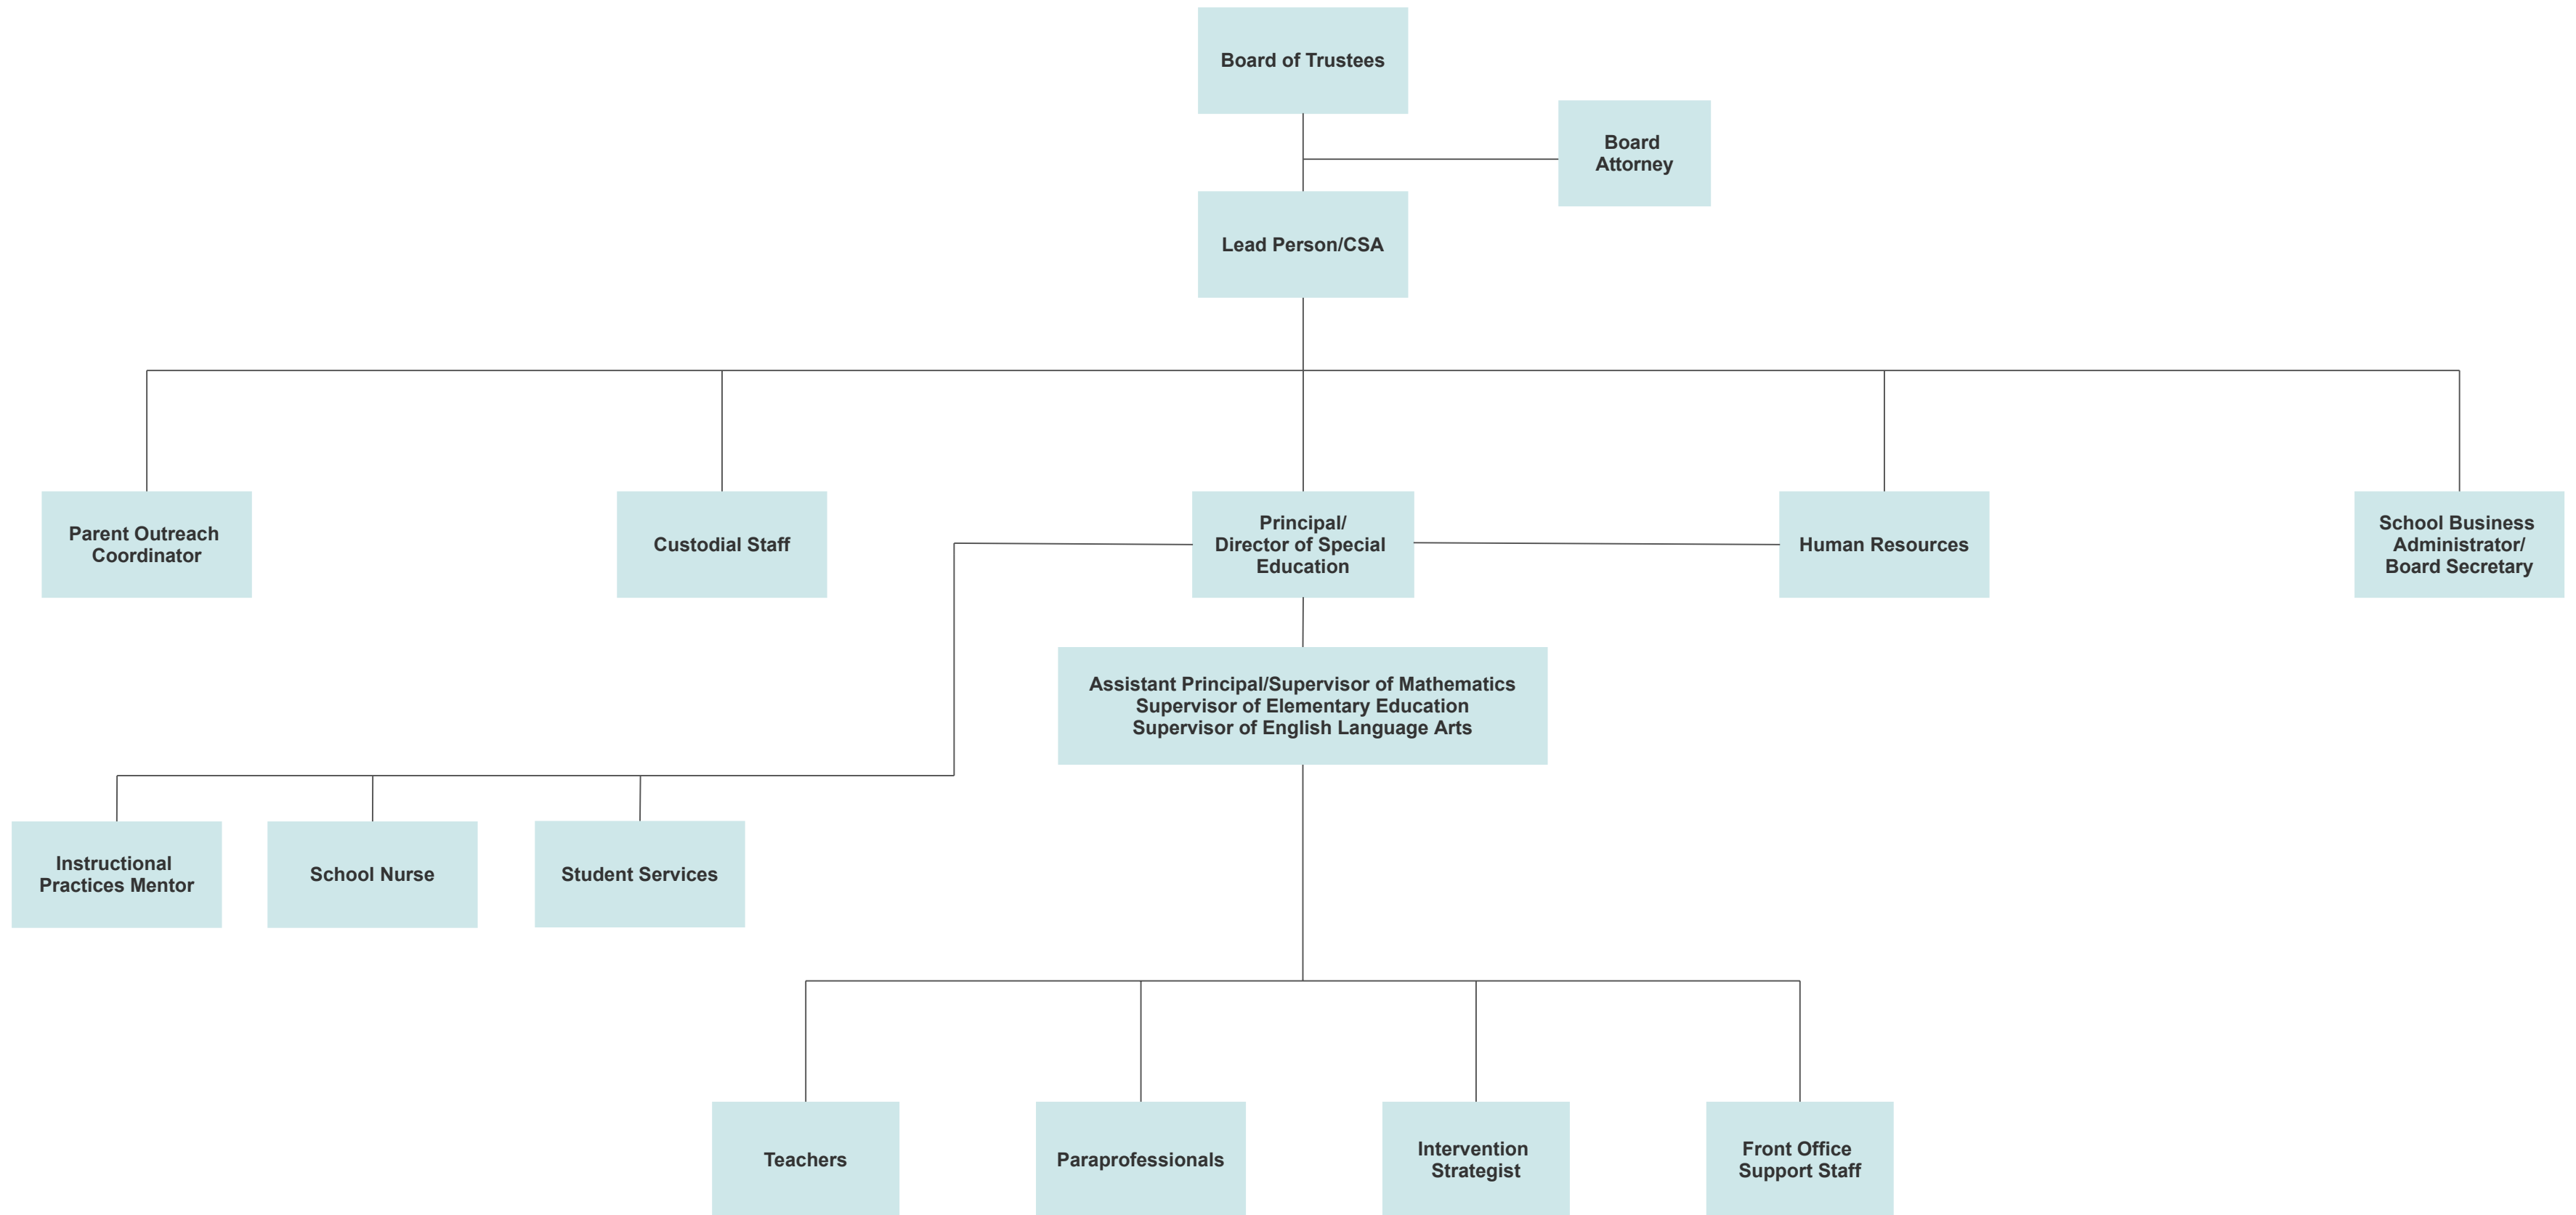 Board of Trustees
Board
Attorney
Lead Person/CSA
Parent Outreach
Coordinator
Custodial Staff
Principal/
Director of Special
Education
Human Resources
School Business
Administrator/
Board Secretary
Assistant Principal/Supervisor of Mathematics
Supervisor of Elementary Education
Supervisor of English Language Arts
Instructional
Practices Mentor
School Nurse
Student Services
Teachers
Paraprofessionals
Intervention
Strategist
Front Office
Support Staff